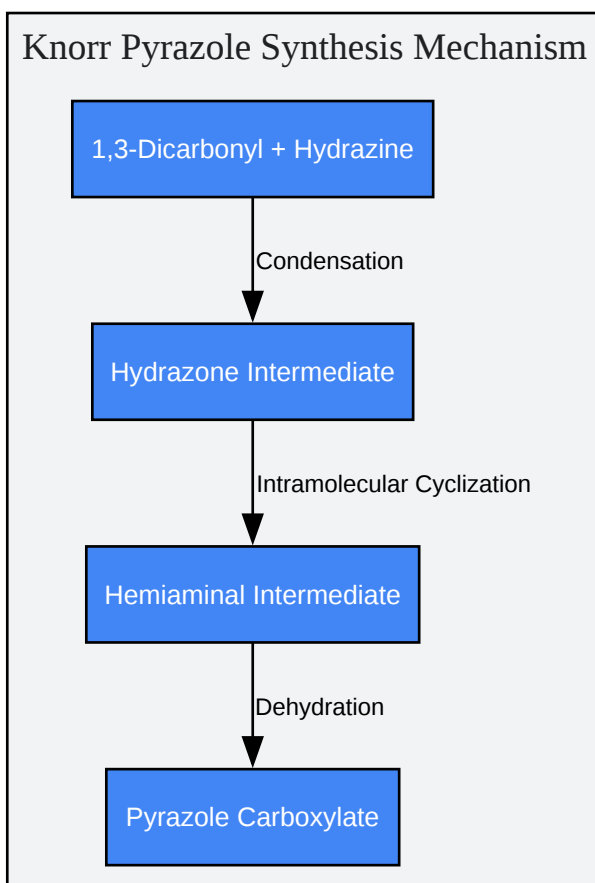 Knorr Pyrazole Synthesis Mechanism
1,3-Dicarbonyl + Hydrazine
Condensation
Hydrazone Intermediate
Intramolecular Cyclization
Hemiaminal Intermediate
Dehydration
Pyrazole Carboxylate